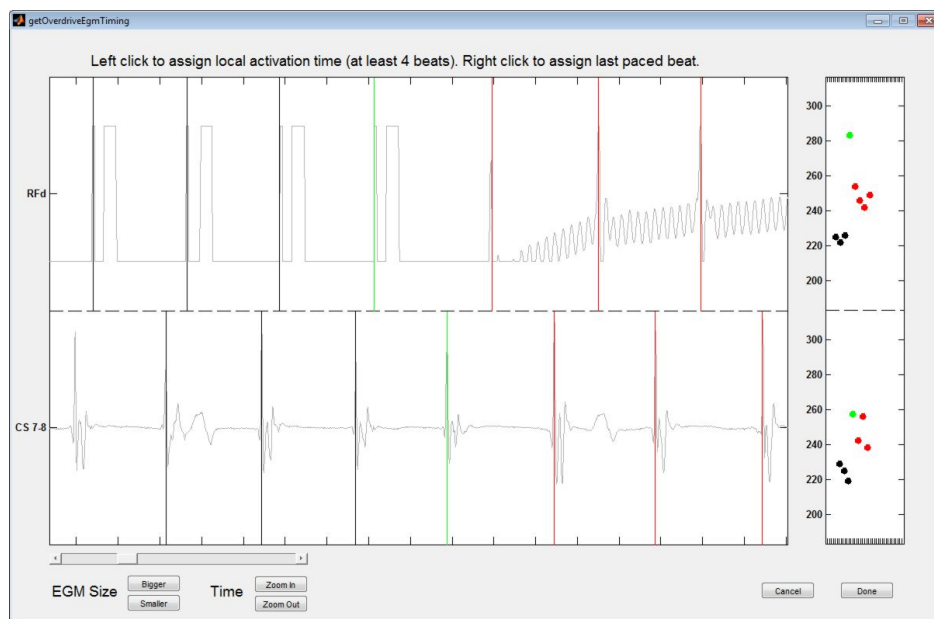 getOverdriveEgmTiming
Left click to assign local activation time (at least 4 beats). Right click to assign last paced beat.
RFd
300
280
260
240
220
200
CS 7-8
300
280
260
240
220
200
EGM Size
Bigger
Smaller
Time
Zoom In
Zoom Out
Cancel
Done